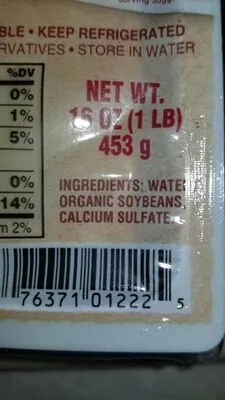 BLE • KEEP REFRIGERATED
RVATIVES • STORE IN WATER
%DV
0%
1%
5%
0%
14%
m 2%
NET WT.
16 OZ (1 LB)
453 g
INGREDIENTS: WATE
ORGANIC SOYBEANS,
CALCIUM SULFATE.
76371 01222 5